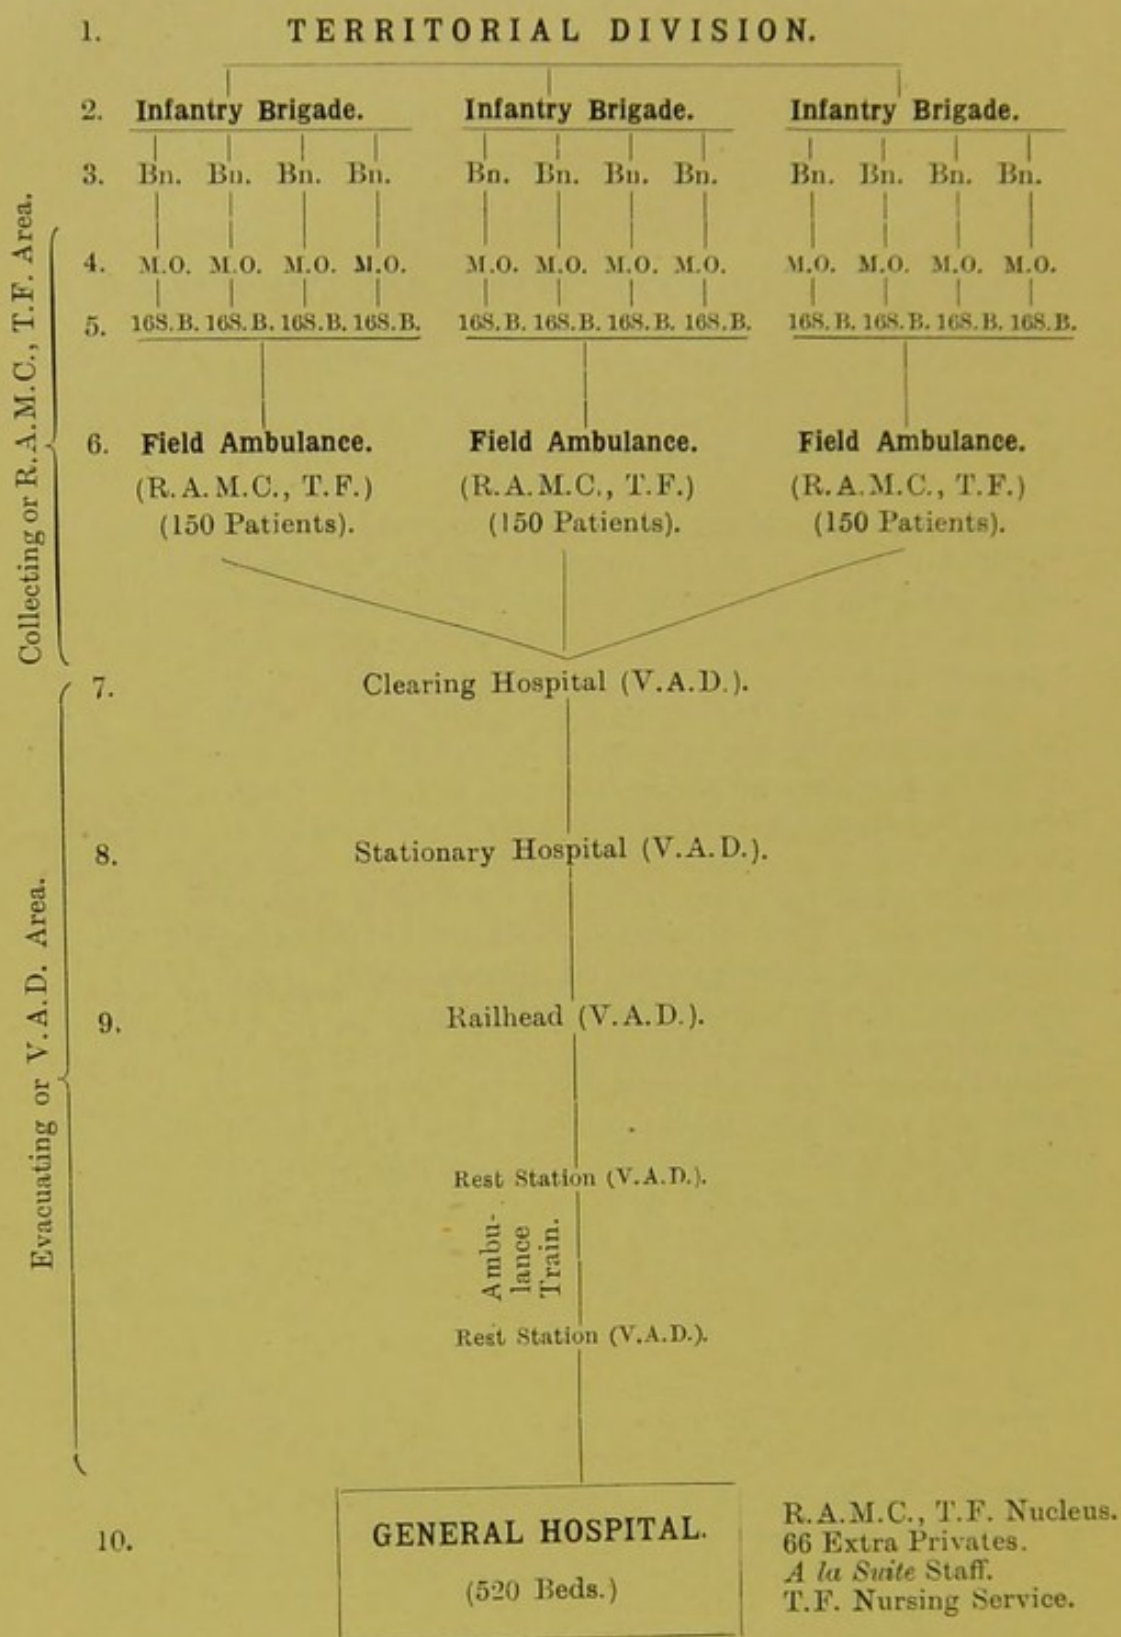 1. TERRITORIAL DIVISION.
2. Infantry Brigade. Infantry Brigade. Infantry Brigade.
3. Bn. Bn. Bn. Bn. Bn. Bn. Bn. Bn. Bn. Bn. Bn. Bn.
4. M.O. M.O. M.O. M.O. M.O. M.O. M.O. M.O. M.O. M.O. M.O. M.O.
5. 16S.B. 16S.B. 16S.B. 16S.B. 16S.B. 16S.B. 16S.B. 16S.B. 16S.B. 16S.B. 16S.B. 16S.B.
Collecting or R.A.M.C., T.F. Area.
6. Field Ambulance. Field Ambulance. Field Ambulance.
(R.A.M.C., T.F.) (R.A.M.C., T.F.) (R.A.M.C., T.F.)
(150 Patients). (150 Patients). (150 Patients).
7. Clearing Hospital (V.A.D.).
8. Stationary Hospital (V.A.D.).
Evacuating or V.A.D. Area.
9. Railhead (V.A.D.).
Rest Station (V.A.D.).
Ambu-
lance
Train.
Rest Station (V.A.D.).
10. GENERAL HOSPITAL.
(520 Beds.)
R.A.M.C., T.F. Nucleus.
66 Extra Privates.
A la Suite Staff.
T.F. Nursing Service.